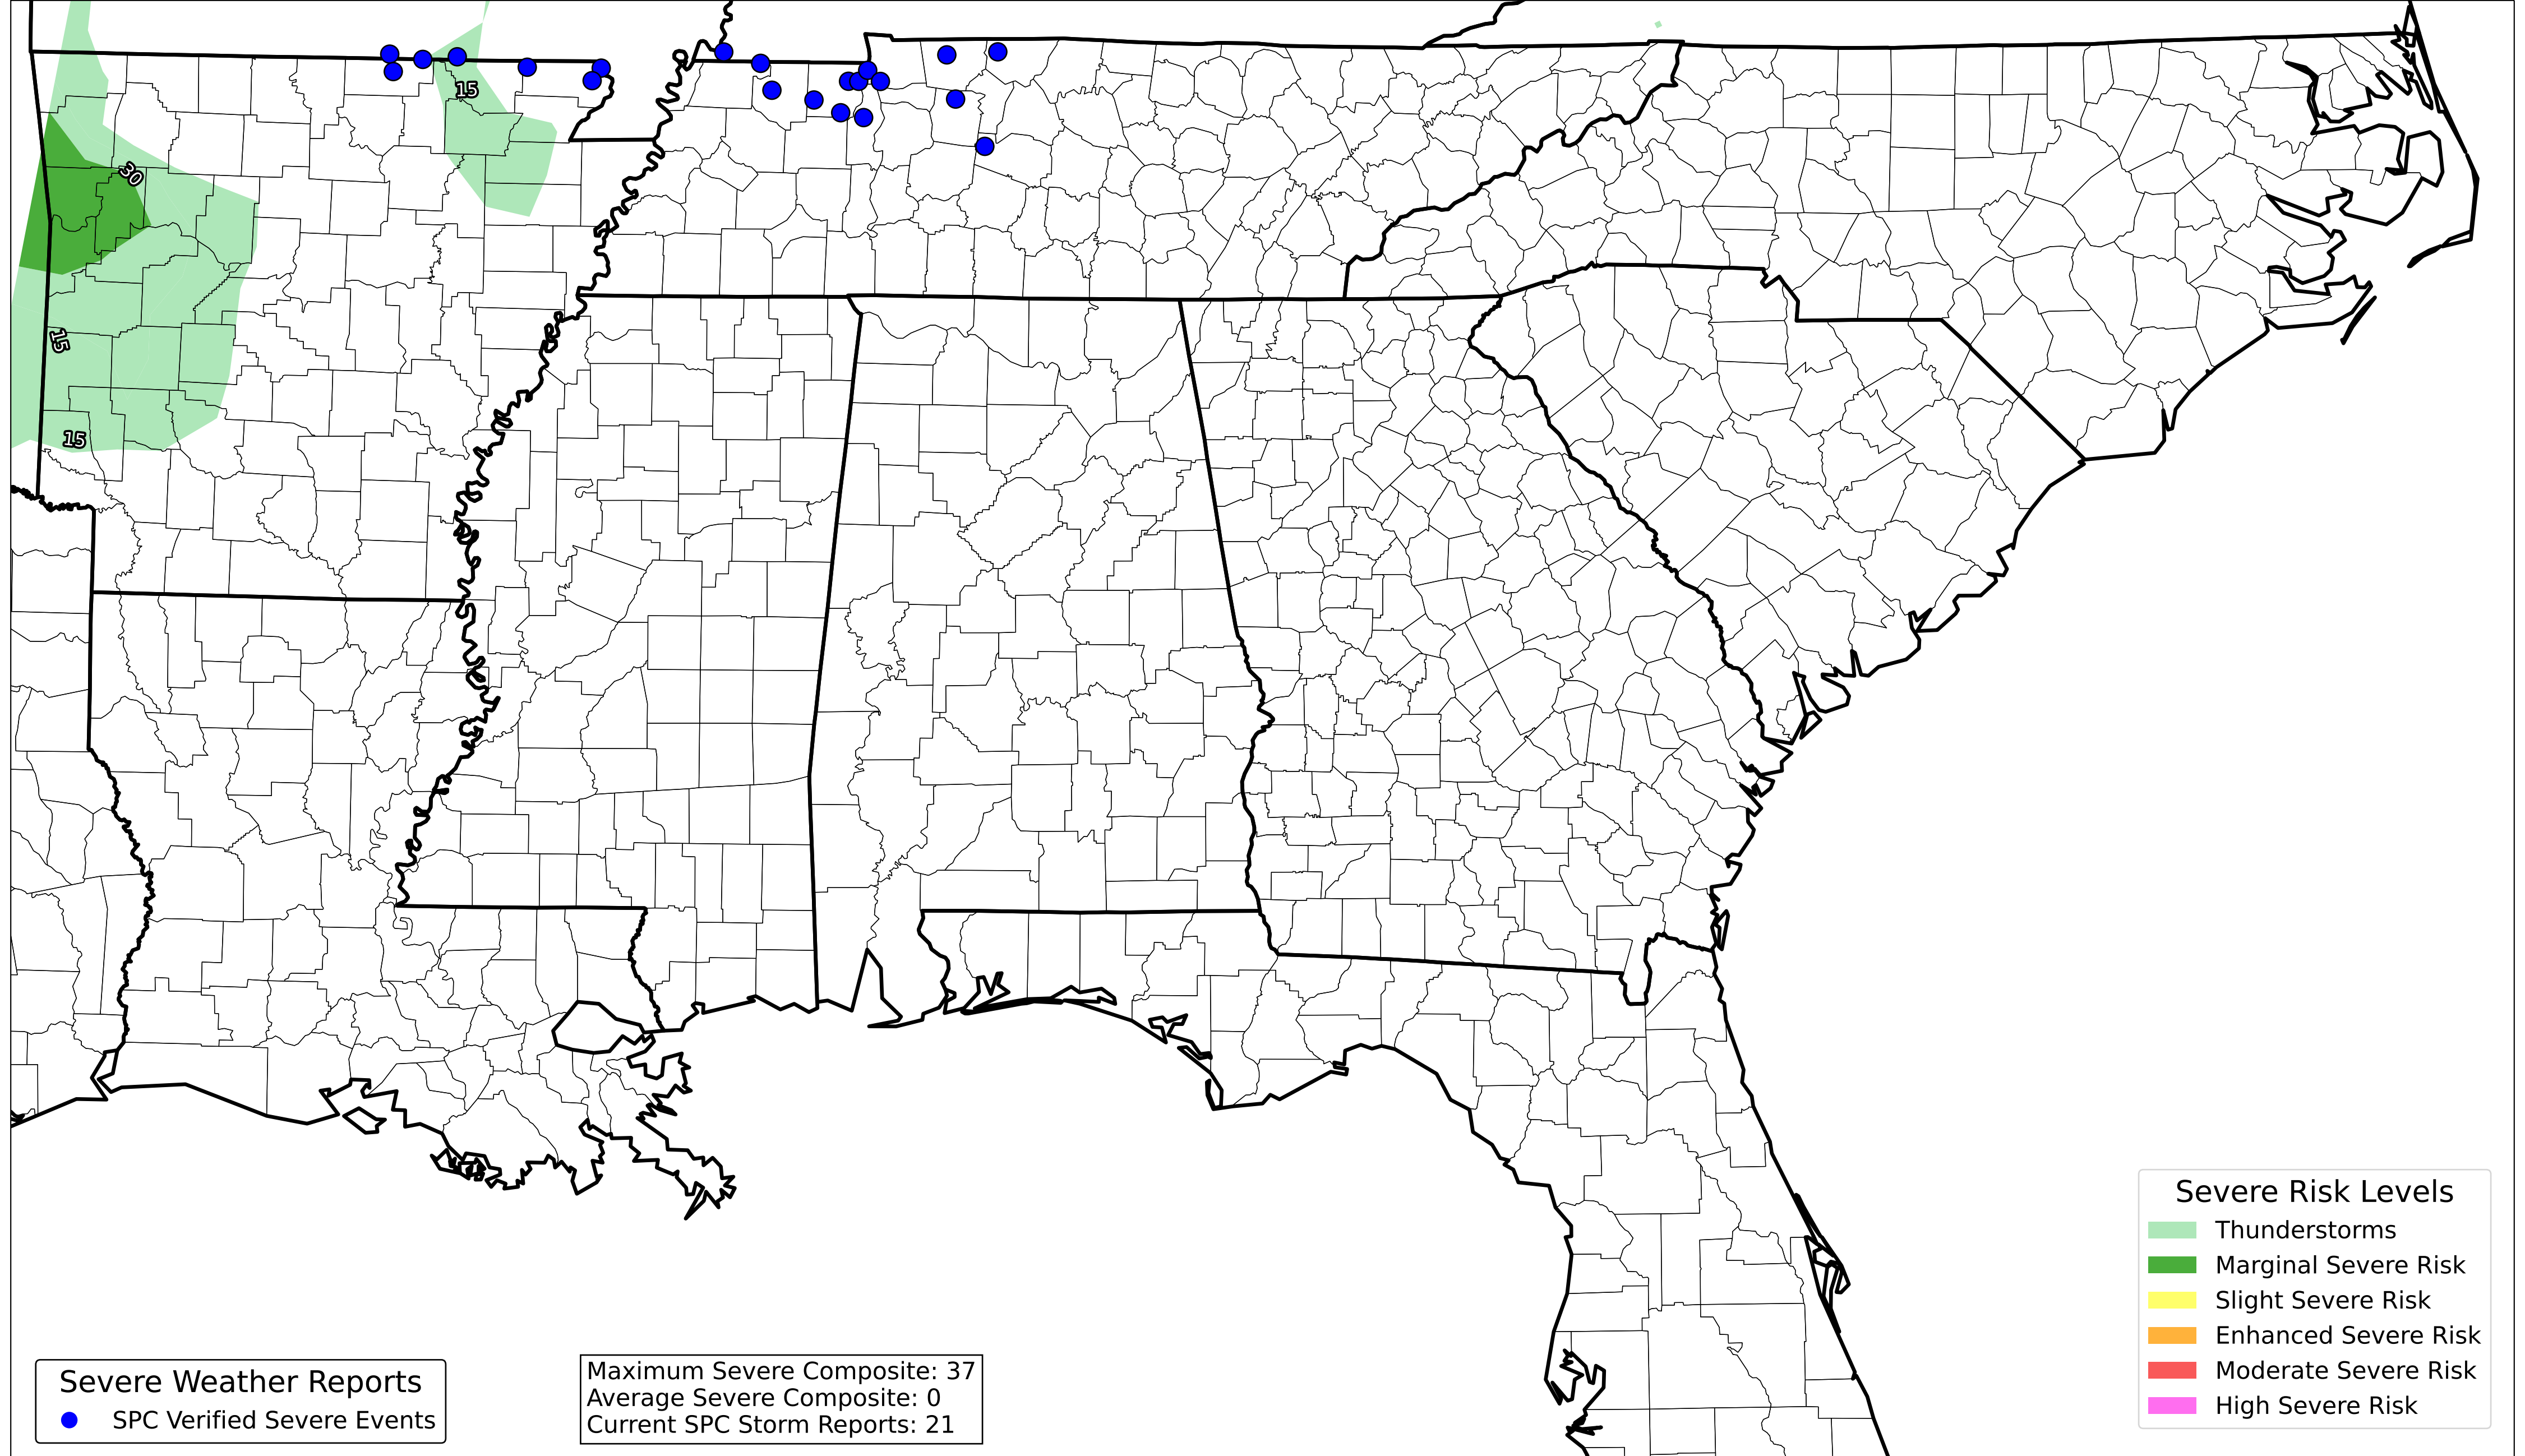 15
30
15
15
Severe Weather Reports
SPC Verified Severe Events
Maximum Severe Composite: 37
Average Severe Composite: 0
Current SPC Storm Reports: 21
Severe Risk Levels
Thunderstorms
Marginal Severe Risk
Slight Severe Risk
Enhanced Severe Risk
Moderate Severe Risk
High Severe Risk